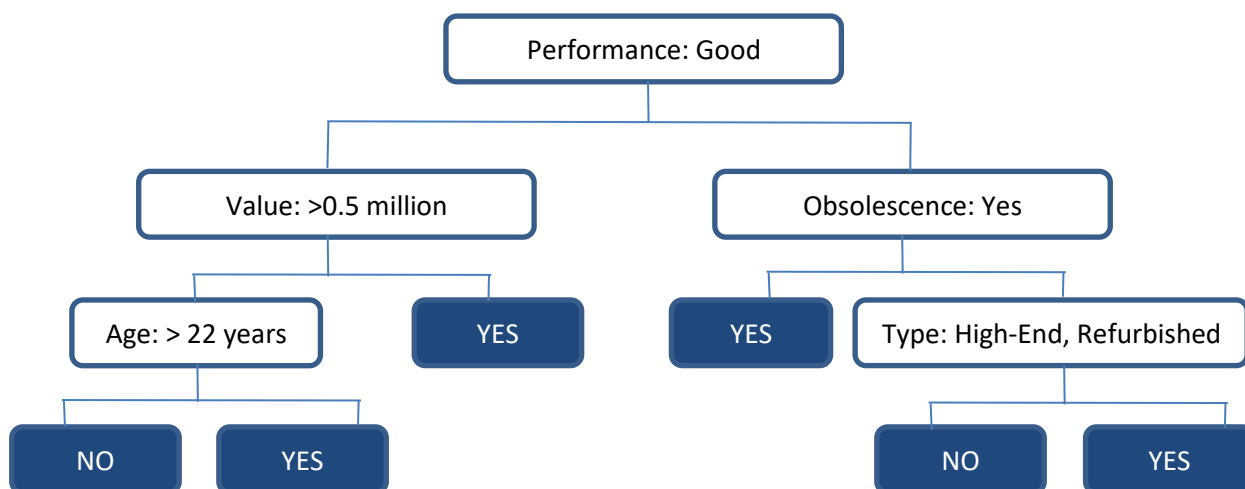 Performance: Good
Value: >0.5 million
Obsolescence: Yes
Age: > 22 years
YES
YES
Type: High-End, Refurbished
NO
YES
NO
YES